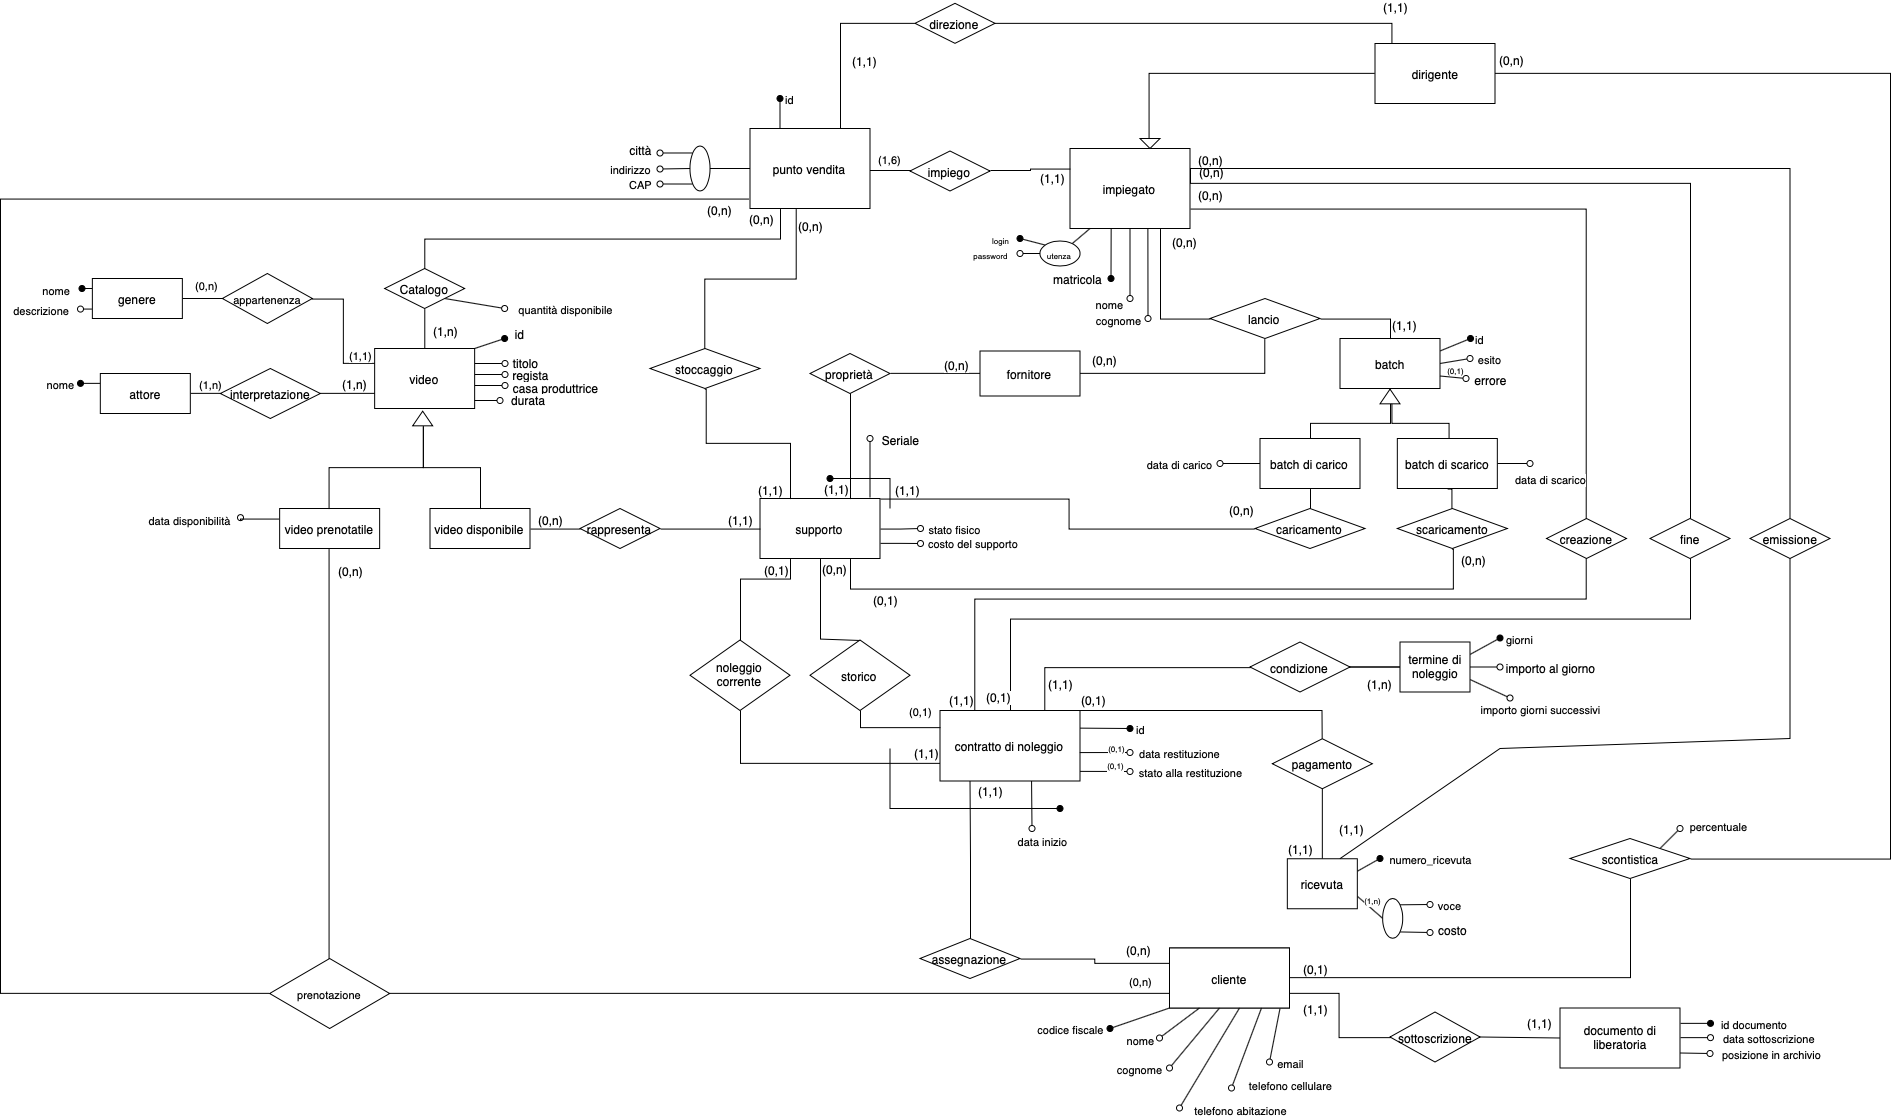 (1,1)
direzione
(0,n)
(1,1)
dirigente
id
città
indirizzo
CAP
punto vendita
(1,6)
impiego
(1,1)
impiegato
(0,n)
(0,n)
(0,n)
(0,n)
(0,n)
(0,n)
(0,n)
login
password
utenza
matricola
nome
cognome
nome
descrizione
genere
(0,n)
appartenenza
Catalogo
quantità disponibile
(1,n)
id
(1,1)
titolo
regista
casa produttrice
durata
video
nome
attore
(1,n)
interpretazione
(1,n)
stoccaggio
proprietà
(0,n)
fornitore
(0,n)
lancio
(1,1)
batch
id
esito
(0,1)
errore
Seriale
data di carico
batch di carico
batch di scarico
data di scarico
data disponibilità
video prenotatile
video disponibile
(0,n)
rappresenta
(1,1)
(1,1)
(1,1)
(1,1)
supporto
stato fisico
costo del supporto
(0,n)
caricamento
scaricamento
(0,n)
creazione
fine
emissione
(0,n)
(0,1)
(0,n)
(0,1)
noleggio
corrente
storico
condizione
(1,n)
termine di
noleggio
giorni
importo al giorno
importo giorni successivi
(1,1)
(0,1)
(1,1)
(0,1)
(0,1)
(1,1)
contratto di noleggio
id
(0,1)
data restituzione
(0,1)
stato alla restituzione
pagamento
(1,1)
data inizio
(1,1)
(1,1)
percentuale
scontistica
numero_ricevuta
ricevuta
(1,n)
voce
costo
assegnazione
(0,n)
cliente
(0,1)
prenotazione
(0,n)
(1,1)
codice fiscale
nome
cognome
telefono abitazione
telefono cellulare
email
sottoscrizione
(1,1)
documento di
liberatoria
id documento
data sottoscrizione
posizione in archivio